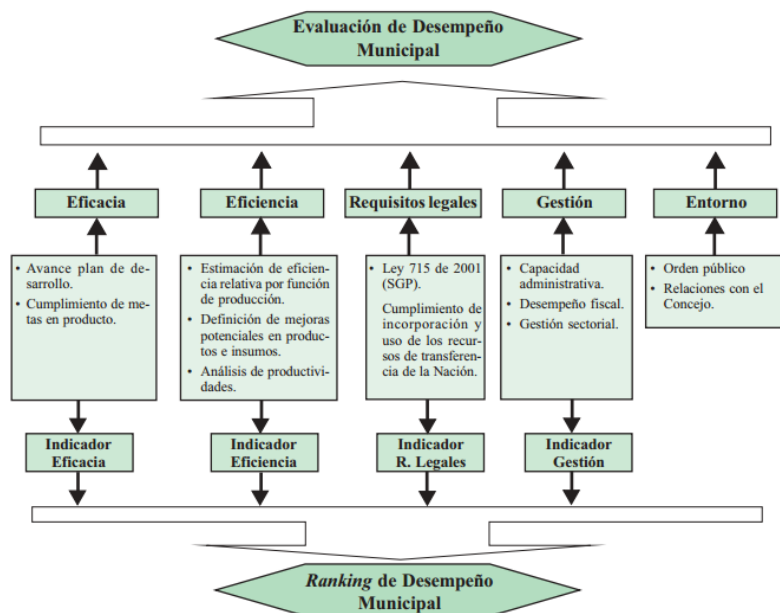 Evaluación de Desempeño
Municipal
Eficacia
Eficiencia
Requisitos legales
Gestión
Entorno
• Avance plan de de-
sarrollo.
• Cumplimiento de me-
tas en producto.
• Estimación de eficien-
cia relativa por función
de producción.
• Definición de mejoras
potenciales en produc-
tos e insumos.
• Análisis de productivi-
dades.
• Ley 715 de 2001
(SGP).
Cumplimiento de
incorporación y
uso de los recur-
sos de transferen-
cia de la Nación.
• Capacidad
administrativa.
• Desempeño fiscal.
• Gestión sectorial.
• Orden público
• Relaciones con el
Concejo.
Indicador
Eficacia
Indicador
Eficiencia
Indicador
R. Legales
Indicador
Gestión
Ranking de Desempeño
Municipal